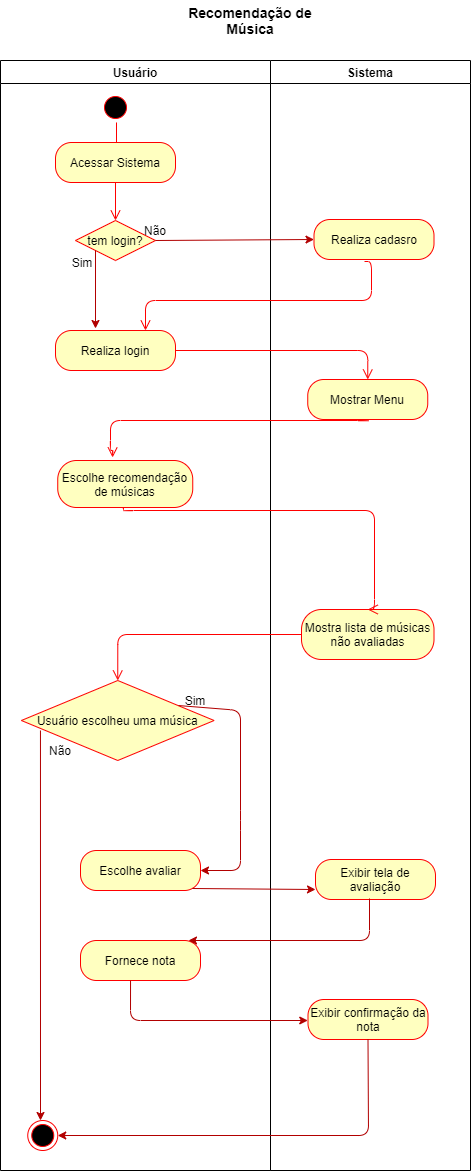 Recomendação de
Música
Usuário
Sistema
Acessar Sistema
tem login?
Não
Realiza cadasro
Sim
Realiza login
Mostrar Menu
Escolhe recomendação
de músicas
Mostra lista de músicas
não avaliadas
Sim
Usuário escolheu uma música
Não
Escolhe avaliar
Exibir tela de
avaliação
Fornece nota
Exibir confirmação da
nota